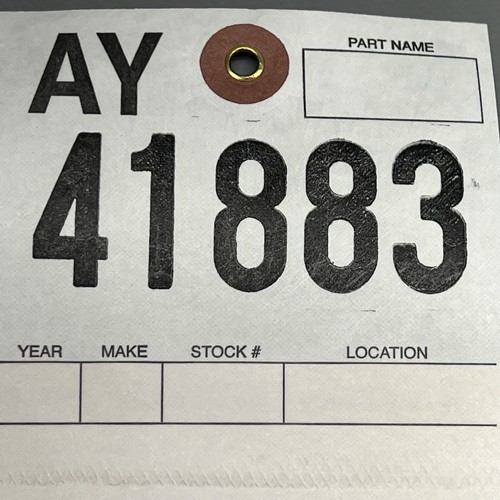 AY PART NAME
41883
YEAR MAKE STOCK # LOCATION